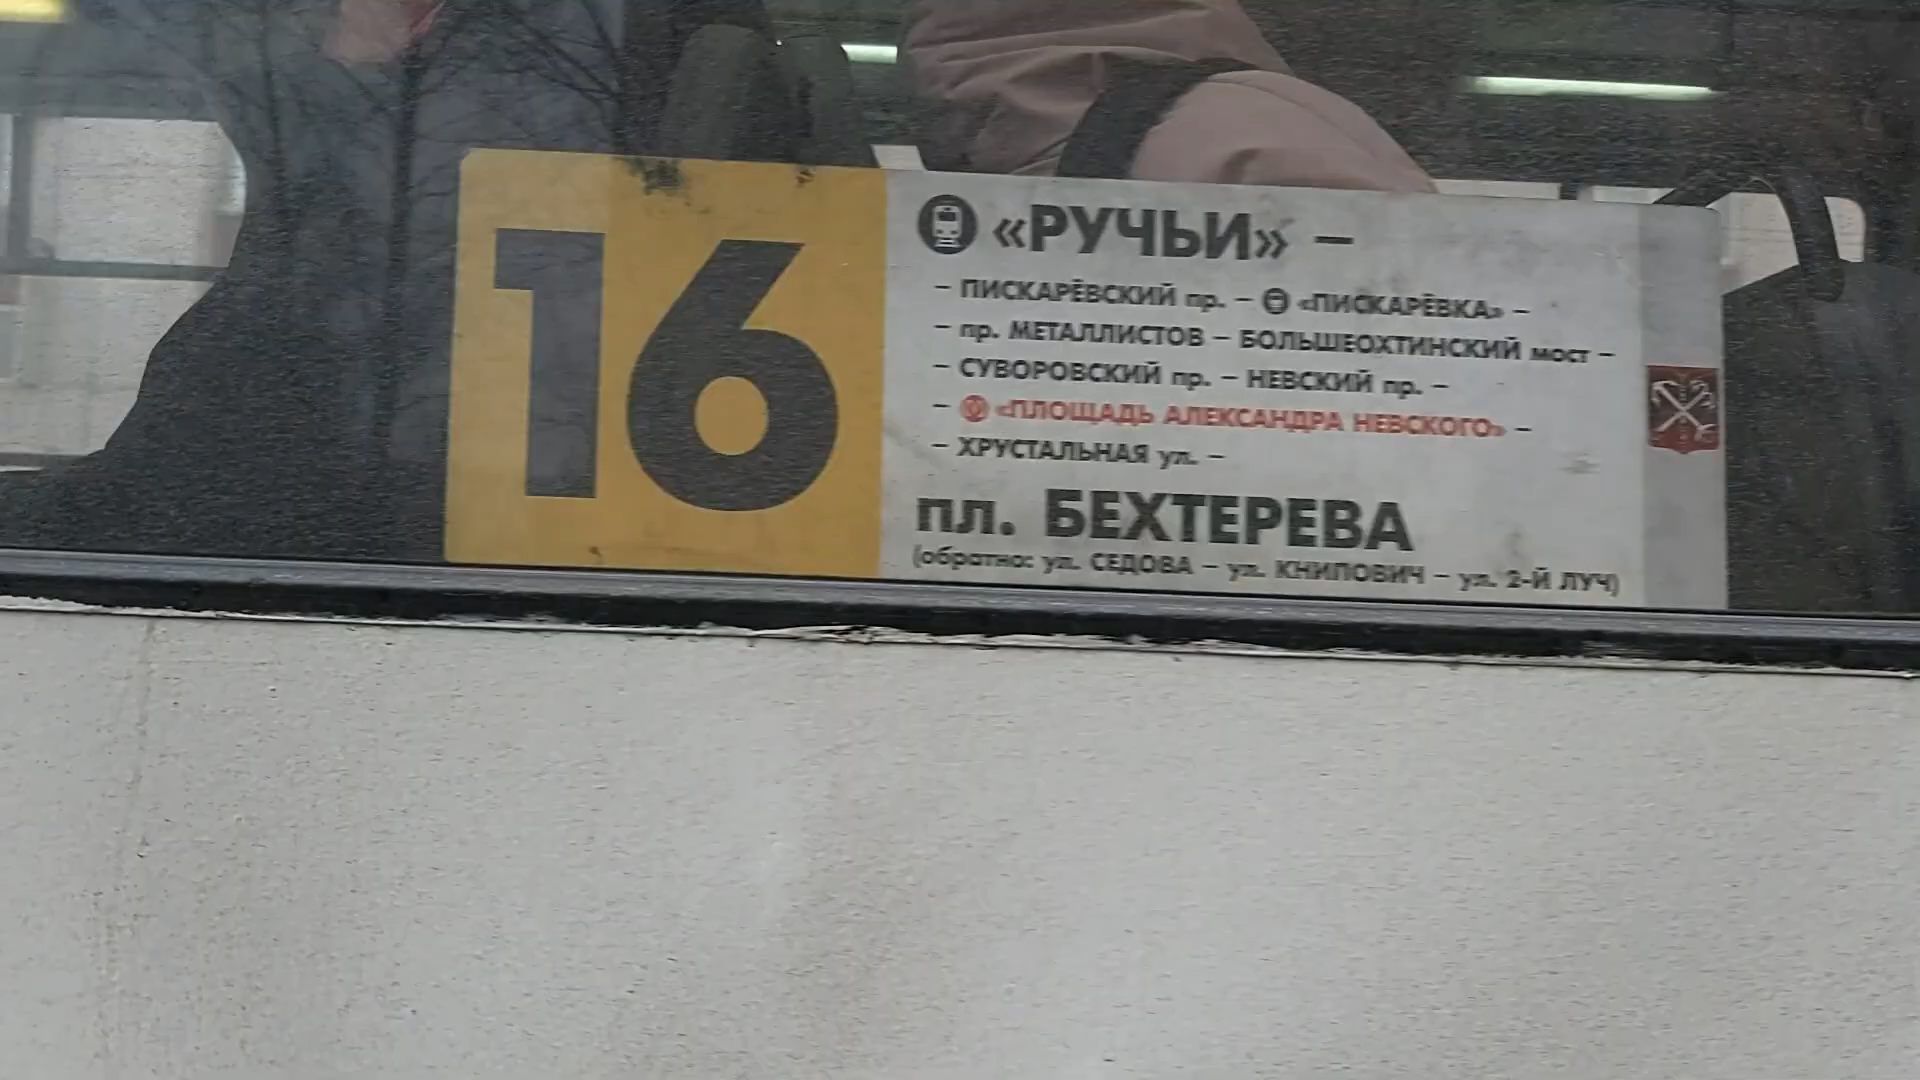 16
«РУЧЬИ» –
– ПИСКАРЁВСКИЙ пр. – «ПИСКАРЁВКА» –
– пр. МЕТАЛЛИСТОВ – БОЛЬШЕОХТИНСКИЙ мост –
– СУВОРОВСКИЙ пр. – НЕВСКИЙ пр. –
– «ПЛОЩАДЬ АЛЕКСАНДРА НЕВСКОГО» –
– ХРУСТАЛЬНАЯ ул. –
пл. БЕХТЕРЕВА
(обратно: ул. СЕДОВА – ул. КНИПОВИЧ – ул. 2-й ЛУЧ)